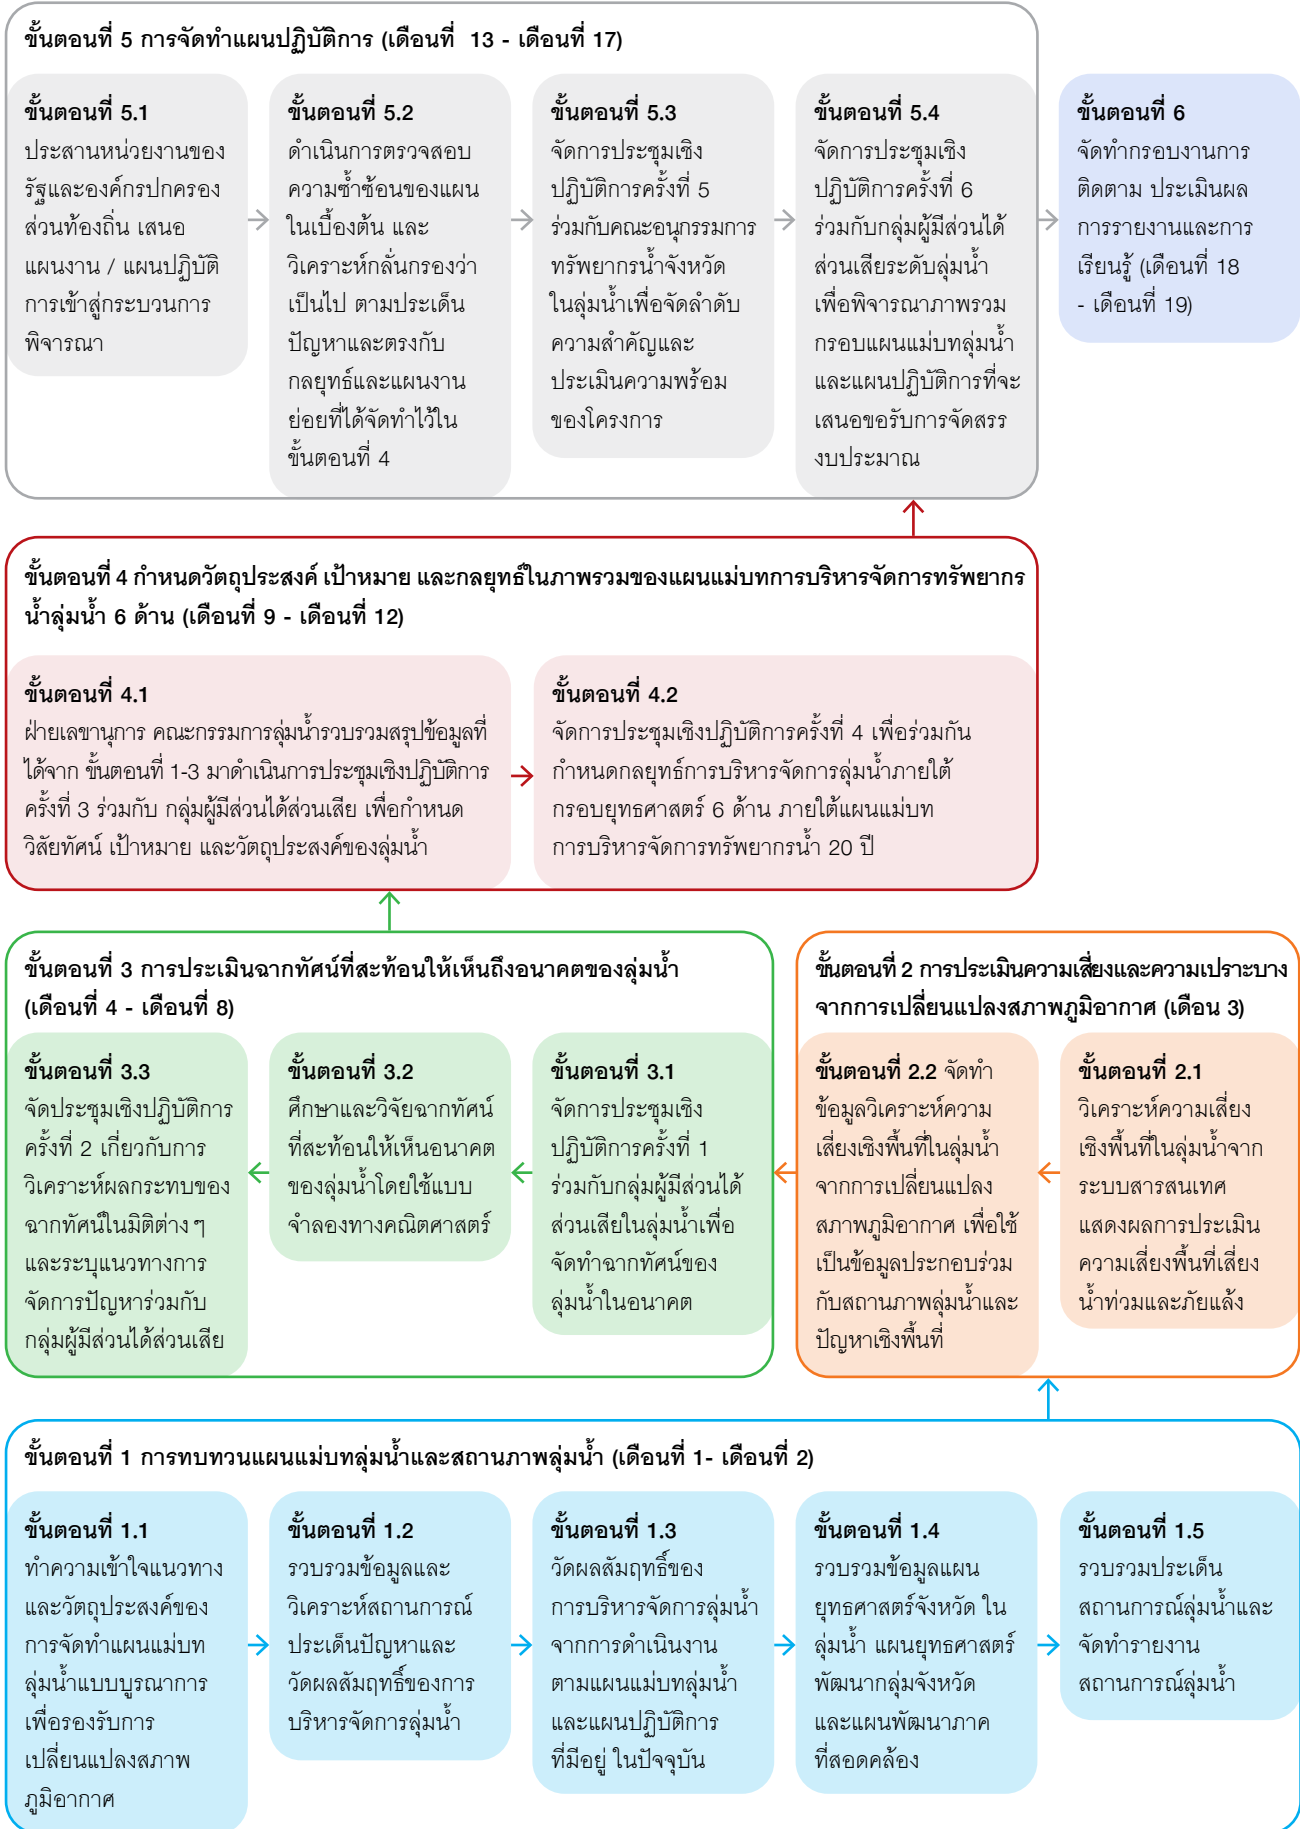 ขั้นตอนที่ 5 การจัดทำแผนปฏิบัติการ (เดือนที่ 13 - เดือนที่ 17)
ขั้นตอนที่ 5.1
ประสานหน่วยงานของ
รัฐและองค์กรปกครอง
ส่วนท้องถิ่น เสนอ
แผนงาน / แผนปฏิบัติ
การเข้าสู่กระบวนการ
พิจารณา
ขั้นตอนที่ 5.2
ดำเนินการตรวจสอบ
ความซ้ำซ้อนของแผน
ในเบื้องต้น และ
วิเคราะห์กลั่นกรองว่า
เป็นไป ตามประเด็น
ปัญหาและตรงกับ
กลยุทธ์และแผนงาน
ย่อยที่ได้จัดทำไว้ใน
ขั้นตอนที่ 4
ขั้นตอนที่ 5.3
จัดการประชุมเชิง
ปฏิบัติการครั้งที่ 5
ร่วมกับคณะอนุกรรมการ
ทรัพยากรน้ำจังหวัด
ในลุ่มน้ำเพื่อจัดลำดับ
ความสำคัญและ
ประเมินความพร้อม
ของโครงการ
ขั้นตอนที่ 5.4
จัดการประชุมเชิง
ปฏิบัติการครั้งที่ 6
ร่วมกับกลุ่มผู้มีส่วนได้
ส่วนเสียระดับลุ่มน้ำ
เพื่อพิจารณาภาพรวม
กรอบแผนแม่บทลุ่มน้ำ
และแผนปฏิบัติการที่จะ
เสนอขอรับการจัดสรร
งบประมาณ
ขั้นตอนที่ 6
จัดทำกรอบงานการ
ติดตาม ประเมินผล
การรายงานและการ
เรียนรู้ (เดือนที่ 18
- เดือนที่ 19)
ขั้นตอนที่ 4 กำหนดวัตถุประสงค์ เป้าหมาย และกลยุทธ์ในภาพรวมของแผนแม่บทการบริหารจัดการทรัพยากร
น้ำลุ่มน้ำ 6 ด้าน (เดือนที่ 9 - เดือนที่ 12)
ขั้นตอนที่ 4.1
ฝ่ายเลขานุการ คณะกรรมการลุ่มน้ำรวบรวมสรุปข้อมูลที่
ได้จาก ขั้นตอนที่ 1-3 มาดำเนินการประชุมเชิงปฏิบัติการ
ครั้งที่ 3 ร่วมกับ กลุ่มผู้มีส่วนได้ส่วนเสีย เพื่อกำหนด
วิสัยทัศน์ เป้าหมาย และวัตถุประสงค์ของลุ่มน้ำ
ขั้นตอนที่ 4.2
จัดการประชุมเชิงปฏิบัติการครั้งที่ 4 เพื่อร่วมกัน
กำหนดกลยุทธ์การบริหารจัดการลุ่มน้ำภายใต้
กรอบยุทธศาสตร์ 6 ด้าน ภายใต้แผนแม่บท
การบริหารจัดการทรัพยากรน้ำ 20 ปี
ขั้นตอนที่ 3 การประเมินฉากทัศน์ที่สะท้อนให้เห็นถึงอนาคตของลุ่มน้ำ
(เดือนที่ 4 - เดือนที่ 8)
ขั้นตอนที่ 3.3
จัดประชุมเชิงปฏิบัติการ
ครั้งที่ 2 เกี่ยวกับการ
วิเคราะห์ผลกระทบของ
ฉากทัศน์ในมิติต่าง ๆ
และระบุแนวทางการ
จัดการปัญหาร่วมกับ
กลุ่มผู้มีส่วนได้ส่วนเสีย
ขั้นตอนที่ 3.2
ศึกษาและวิจัยฉากทัศน์
ที่สะท้อนให้เห็นอนาคต
ของลุ่มน้ำโดยใช้แบบ
จำลองทางคณิตศาสตร์
ขั้นตอนที่ 3.1
จัดการประชุมเชิง
ปฏิบัติการครั้งที่ 1
ร่วมกับกลุ่มผู้มีส่วนได้
ส่วนเสียในลุ่มน้ำเพื่อ
จัดทำฉากทัศน์ของ
ลุ่มน้ำในอนาคต
ขั้นตอนที่ 2 การประเมินความเสี่ยงและความเปราะบาง
จากการเปลี่ยนแปลงสภาพภูมิอากาศ (เดือน 3)
ขั้นตอนที่ 2.2 จัดทำ
ข้อมูลวิเคราะห์ความ
เสี่ยงเชิงพื้นที่ในลุ่มน้ำ
จากการเปลี่ยนแปลง
สภาพภูมิอากาศ เพื่อใช้
เป็นข้อมูลประกอบร่วม
กับสถานภาพลุ่มน้ำและ
ปัญหาเชิงพื้นที่
ขั้นตอนที่ 2.1
วิเคราะห์ความเสี่ยง
เชิงพื้นที่ในลุ่มน้ำจาก
ระบบสารสนเทศ
แสดงผลการประเมิน
ความเสี่ยงพื้นที่เสี่ยง
น้ำท่วมและภัยแล้ง
ขั้นตอนที่ 1 การทบทวนแผนแม่บทลุ่มน้ำและสถานภาพลุ่มน้ำ (เดือนที่ 1- เดือนที่ 2)
ขั้นตอนที่ 1.1
ทำความเข้าใจแนวทาง
และวัตถุประสงค์ของ
การจัดทำแผนแม่บท
ลุ่มน้ำแบบบูรณาการ
เพื่อรองรับการ
เปลี่ยนแปลงสภาพ
ภูมิอากาศ
ขั้นตอนที่ 1.2
รวบรวมข้อมูลและ
วิเคราะห์สถานการณ์
ประเด็นปัญหาและ
วัดผลสัมฤทธิ์ของการ
บริหารจัดการลุ่มน้ำ
ขั้นตอนที่ 1.3
วัดผลสัมฤทธิ์ของ
การบริหารจัดการลุ่มน้ำ
จากการดำเนินงาน
ตามแผนแม่บทลุ่มน้ำ
และแผนปฏิบัติการ
ที่มีอยู่ ในปัจจุบัน
ขั้นตอนที่ 1.4
รวบรวมข้อมูลแผน
ยุทธศาสตร์จังหวัด ใน
ลุ่มน้ำ แผนยุทธศาสตร์
พัฒนากลุ่มจังหวัด
และแผนพัฒนาภาค
ที่สอดคล้อง
ขั้นตอนที่ 1.5
รวบรวมประเด็น
สถานการณ์ลุ่มน้ำและ
จัดทำรายงาน
สถานการณ์ลุ่มน้ำ